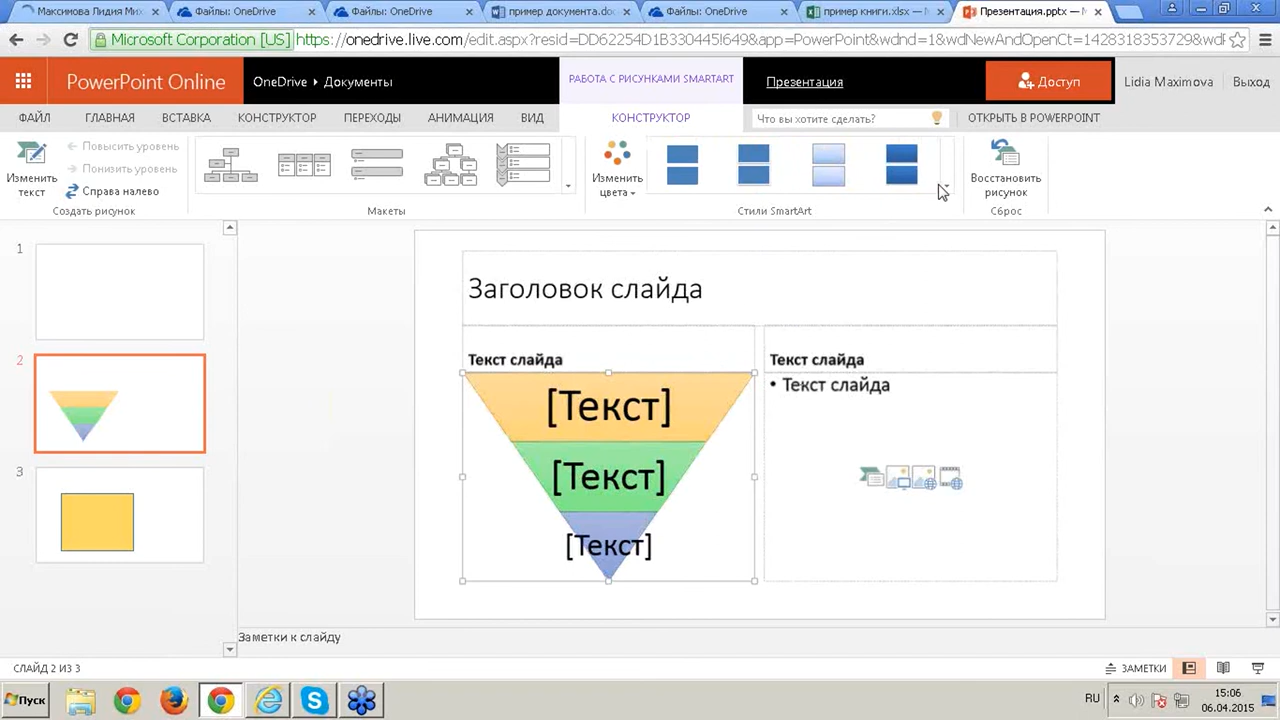 Максимова Лидия Мих
Файлы: OneDrive
Файлы: OneDrive
пример документа.doc
Файлы: OneDrive
пример книги.xlsx — М
Презентация.pptx — М
Microsoft Corporation [US] https://onedrive.live.com/edit.aspx?resid=DD62254D1B330445!649&app=PowerPoint&wdnd=1&wdNewAndOpenCt=1428318353729&wdF
PowerPoint Online
OneDrive Документы
РАБОТА С РИСУНКАМИ SMARTART
Презентация
Доступ
Lidia Maximova
Выход
ФАЙЛ ГЛАВНАЯ ВСТАВКА КОНСТРУКТОР ПЕРЕХОДЫ АНИМАЦИЯ ВИД КОНСТРУКТОР
Что вы хотите сделать?
ОТКРЫТЬ В POWERPOINT
Изменить текст
Повысить уровень
Понизить уровень
Справа налево
Изменить цвета
Восстановить рисунок
Создать рисунок
Макеты
Стили SmartArt
Сброс
1
2
3
Заголовок слайда
Текст слайда
Текст слайда
[Текст]
[Текст]
[Текст]
• Текст слайда
Заметки к слайду
СЛАЙД 2 ИЗ 3
ЗАМЕТКИ
Пуск
RU
15:06
06.04.2015